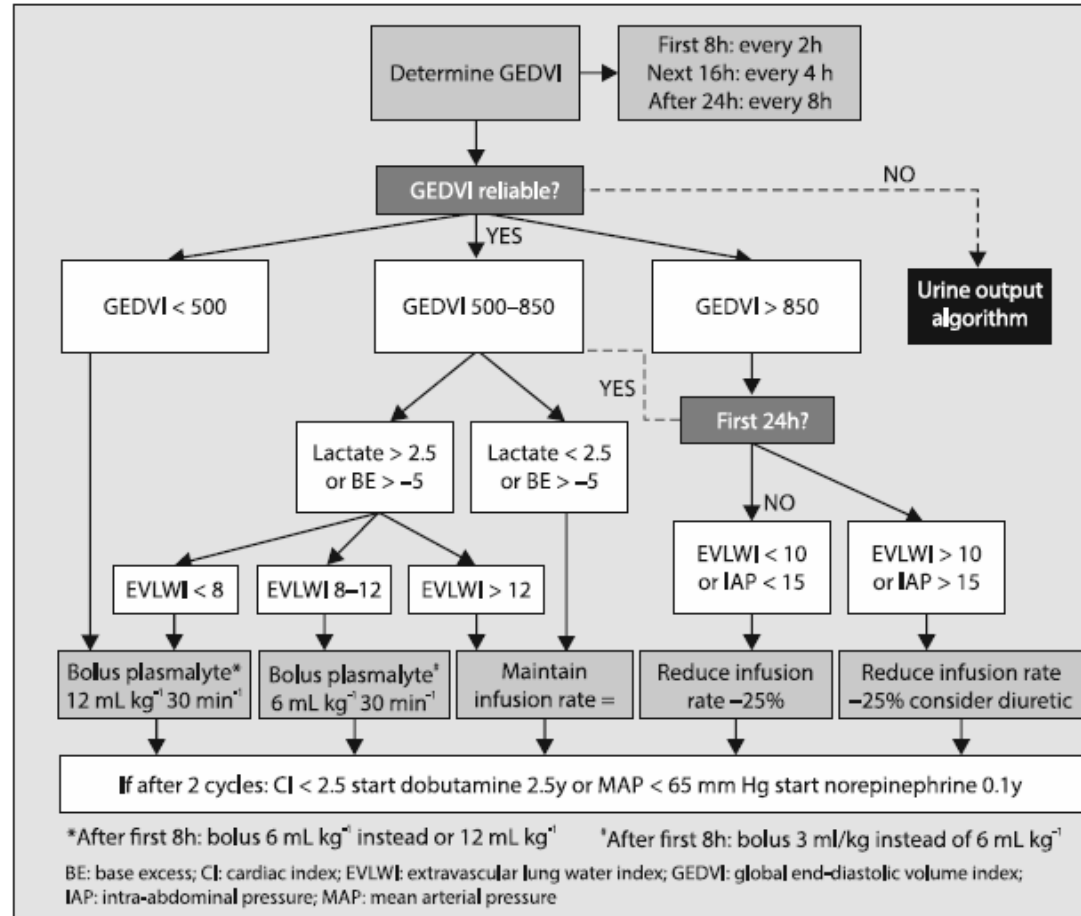 Determine GEDVI
First 8h: every 2h
Next 16h: every 4 h
After 24h: every 8h
GEDVI reliable?
NO
YES
GEDVI < 500
GEDVI 500–850
GEDVI > 850
Urine output
algorithm
YES
First 24h?
Lactate > 2.5
or BE > –5
Lactate < 2.5
or BE > –5
NO
EVLWI < 10
or IAP < 15
EVLWI > 10
or IAP > 15
EVLWI < 8
EVLWI 8–12
EVLWI > 12
Bolus plasmalyte*
12 mL kg⁻¹ 30 min⁻¹
Bolus plasmalyte‡
6 mL kg⁻¹ 30 min⁻¹
Maintain
infusion rate =
Reduce infusion
rate –25%
Reduce infusion rate
–25% consider diuretic
If after 2 cycles: CI < 2.5 start dobutamine 2.5y or MAP < 65 mm Hg start norepinephrine 0.1y
*After first 8h: bolus 6 mL kg⁻¹ instead or 12 mL kg⁻¹
‡After first 8h: bolus 3 ml/kg instead of 6 mL kg⁻¹
BE: base excess; CI: cardiac index; EVLWI: extravascular lung water index; GEDVI: global end-diastolic volume index;
IAP: intra-abdominal pressure; MAP: mean arterial pressure